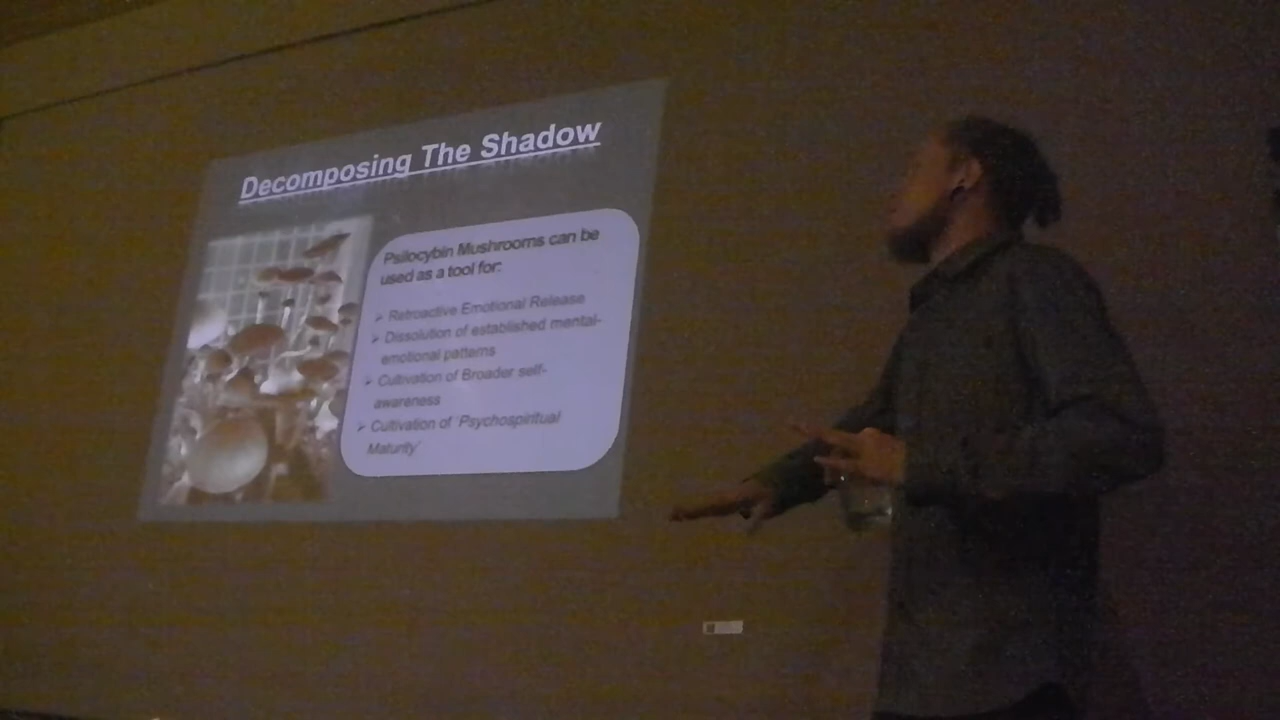 Decomposing The Shadow
Psilocybin Mushrooms can be
used as a tool for:
➢ Retroactive Emotional Release
➢ Dissolution of established mental-
emotional patterns
➢ Cultivation of Broader self-
awareness
➢ Cultivation of 'Psychospiritual
Maturity'